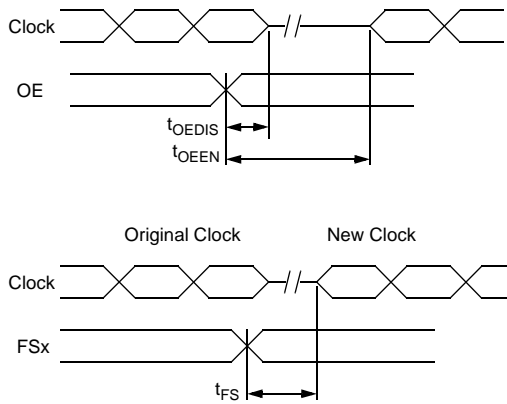 Clock
OE
tOEDIS
tOEEN
Original Clock New Clock
Clock
FSx
tFS